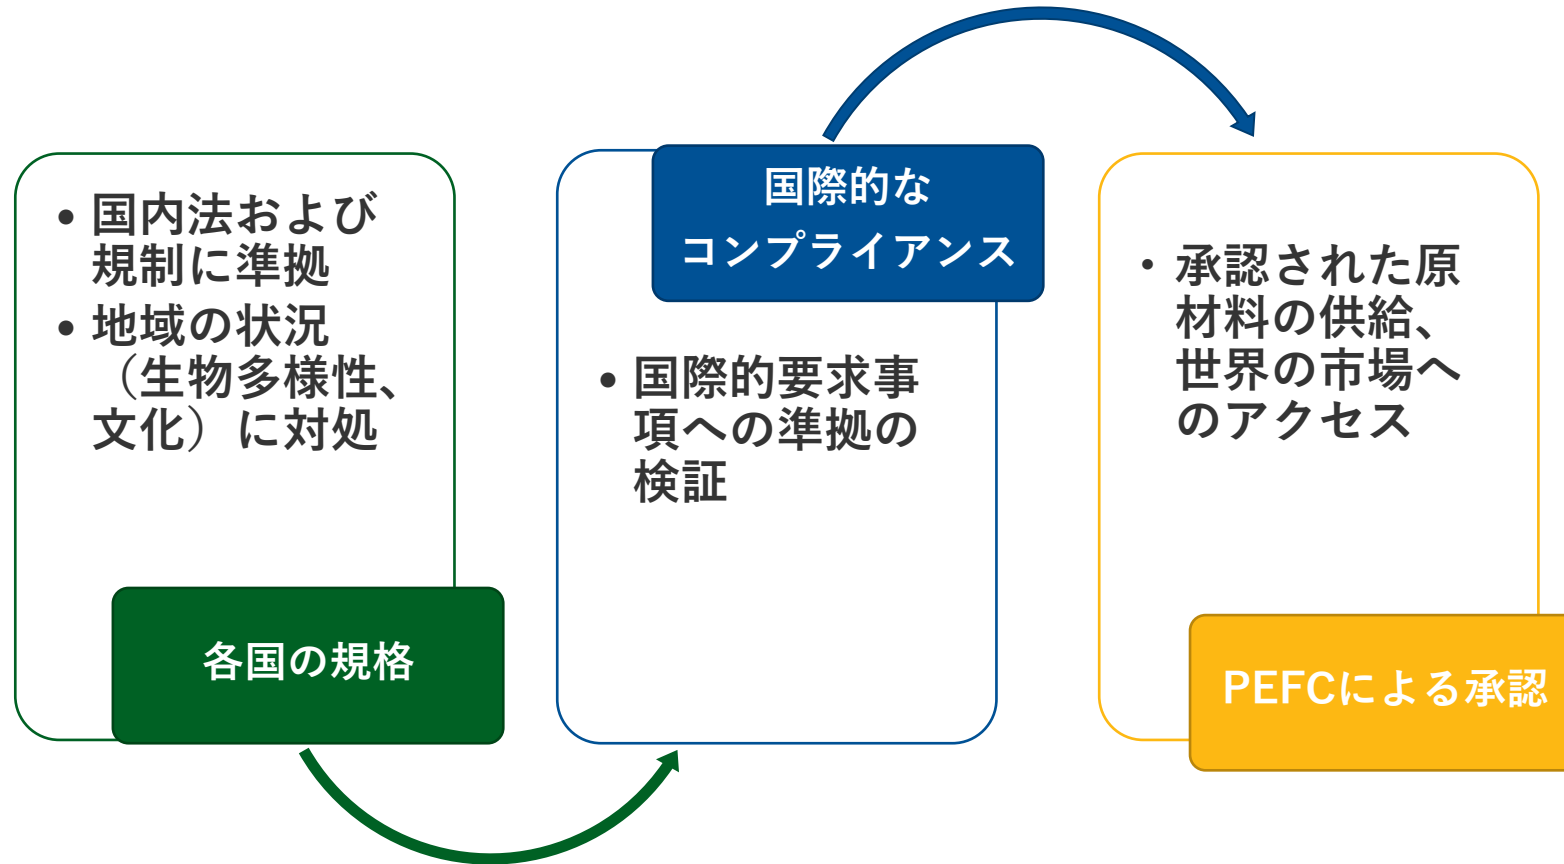 • 国内法および
規制に準拠
• 地域の状況
（生物多様性、
文化）に対処
各国の規格
国際的な
コンプライアンス
• 国際的要求事
項への準拠の
検証
• 承認された原
材料の供給、
世界の市場へ
のアクセス
PEFCによる承認